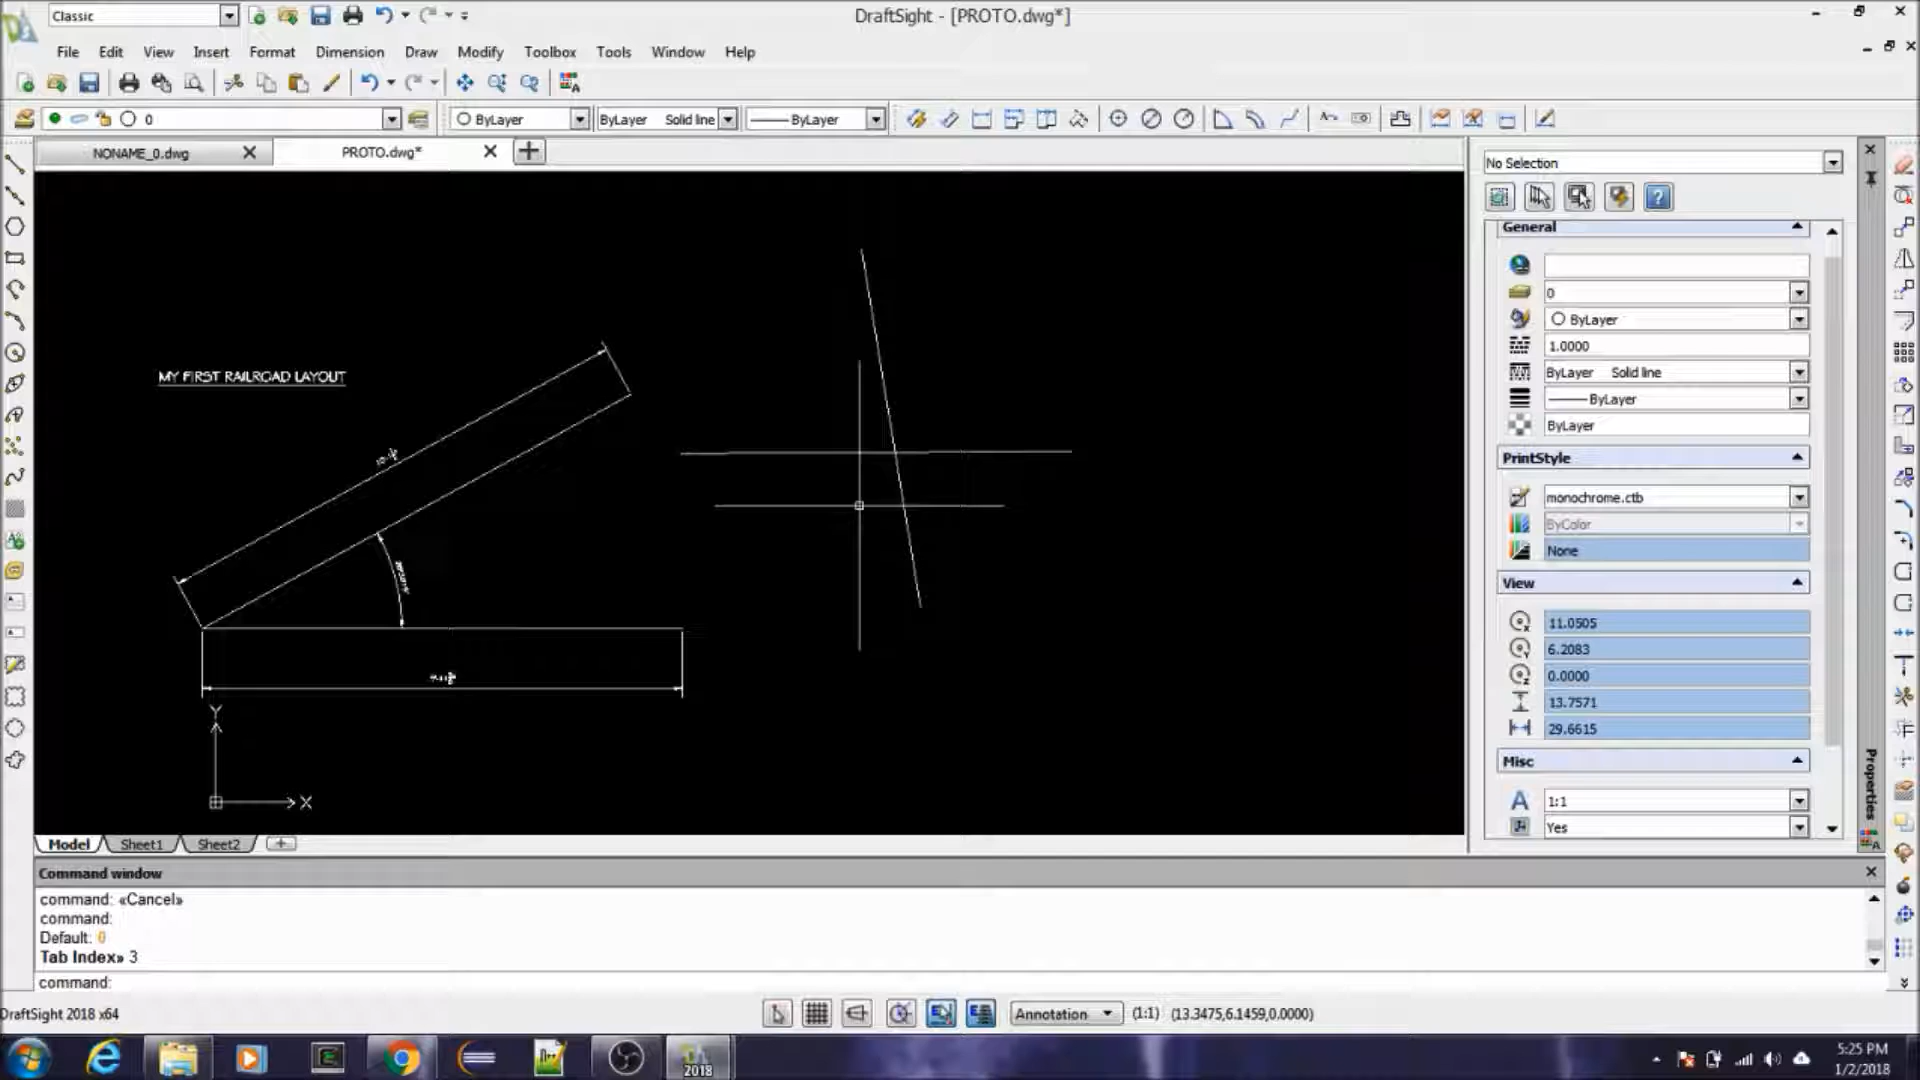 Classic
DraftSight - [PROTO.dwg*]
File Edit View Insert Format Dimension Draw Modify Toolbox Tools Window Help
0
ByLayer
ByLayer Solid line
ByLayer
NONAME_0.dwg
PROTO.dwg*
No Selection
General
0
ByLayer
1.0000
ByLayer Solid line
ByLayer
ByLayer
PrintStyle
monochrome.ctb
ByColor
None
View
11.0505
6.2083
0.0000
13.7571
29.6615
Misc
1:1
Yes
Properties
MY FIRST RAILROAD LAYOUT
Y
X
Model Sheet1 Sheet2
Command window
command: «Cancel»
command:
Default: 0
Tab Index» 3
command:
DraftSight 2018 x64
Annotation (1:1) (13.3475,6.1459,0.0000)
2018
5:25 PM
1/2/2018